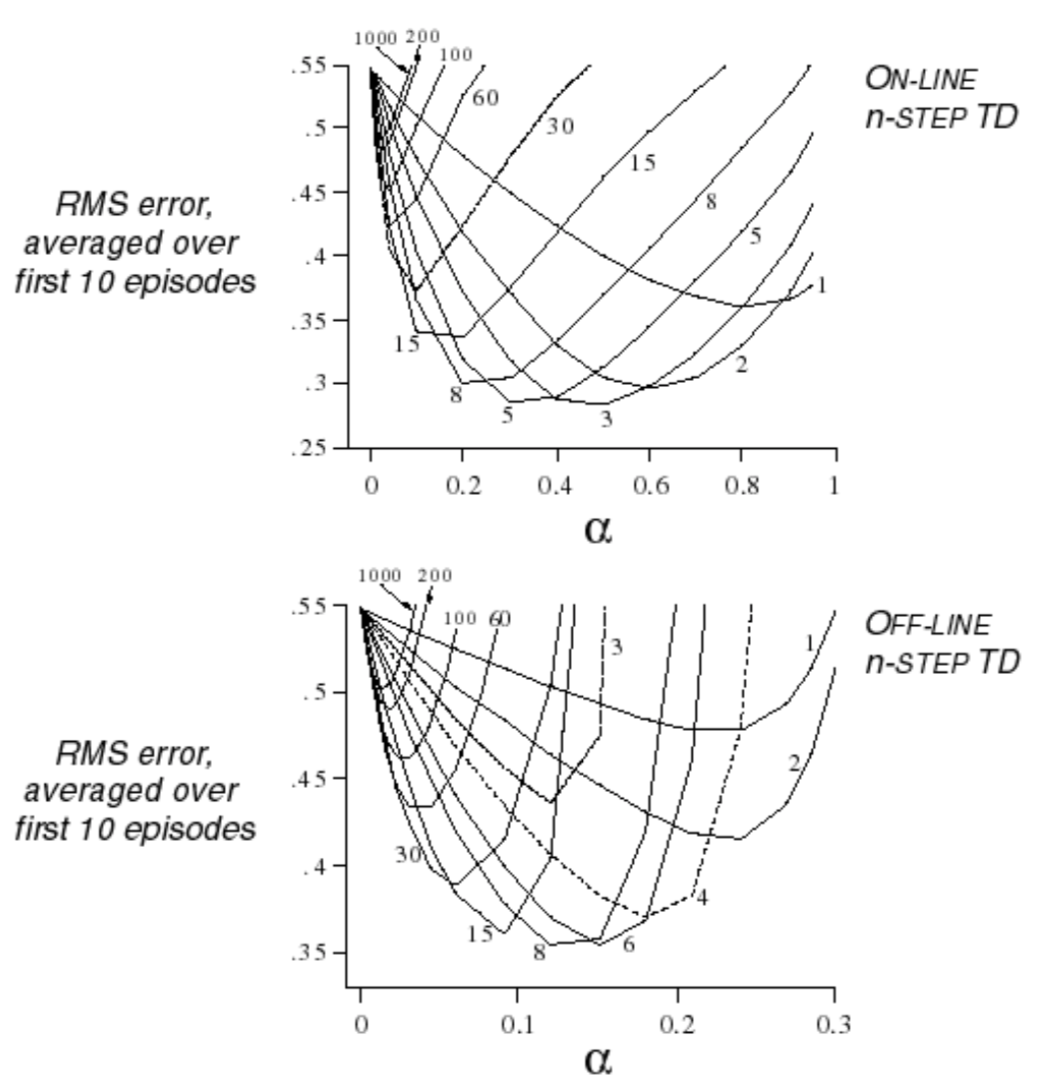 1000 200
100
.55
ON-LINE
n-STEP TD
60
.5
30
15
.45
8
RMS error,
averaged over
first 10 episodes
5
.4
1
.35
15
2
.3
8
5
3
.25
0 0.2 0.4 0.6 0.8 1
α
1000 200
.55
100 60
OFF-LINE
n-STEP TD
3
1
.5
2
RMS error,
averaged over
first 10 episodes
.45
30
.4
4
15
8
6
.35
0 0.1 0.2 0.3
α